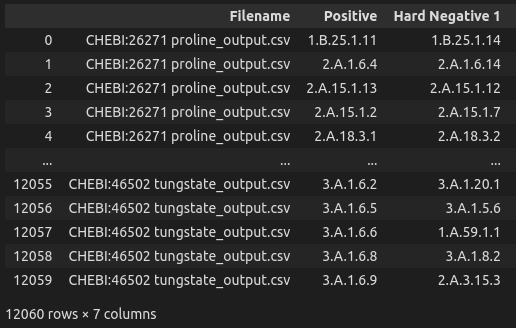 Filename Positive Hard Negative 1
0 CHEBI:26271 proline_output.csv 1.B.25.1.11 1.B.25.1.14
1 CHEBI:26271 proline_output.csv 2.A.1.6.4 2.A.1.6.14
2 CHEBI:26271 proline_output.csv 2.A.15.1.13 2.A.15.1.12
3 CHEBI:26271 proline_output.csv 2.A.15.1.2 2.A.15.1.7
4 CHEBI:26271 proline_output.csv 2.A.18.3.1 2.A.18.3.2
... ... ... ...
12055 CHEBI:46502 tungstate_output.csv 3.A.1.6.2 3.A.1.20.1
12056 CHEBI:46502 tungstate_output.csv 3.A.1.6.5 3.A.1.5.6
12057 CHEBI:46502 tungstate_output.csv 3.A.1.6.6 1.A.59.1.1
12058 CHEBI:46502 tungstate_output.csv 3.A.1.6.8 3.A.1.8.2
12059 CHEBI:46502 tungstate_output.csv 3.A.1.6.9 2.A.3.15.3
12060 rows × 7 columns